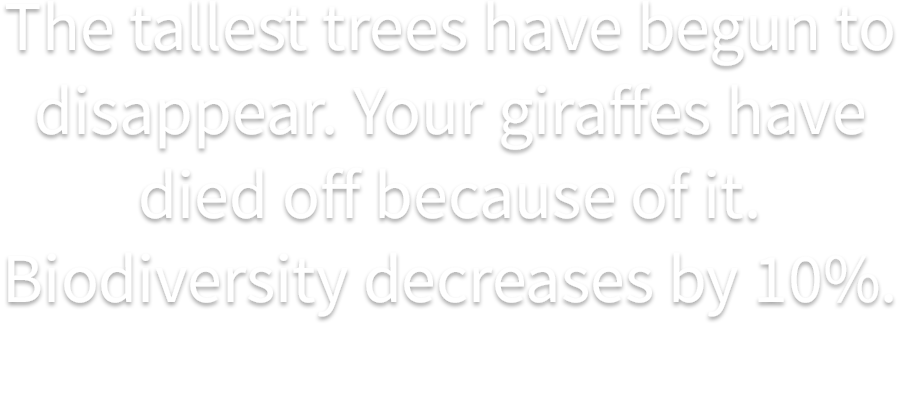 The tallest trees have begun to
disappear. Your giraffes have
died off because of it.
Biodiversity decreases by 10%.